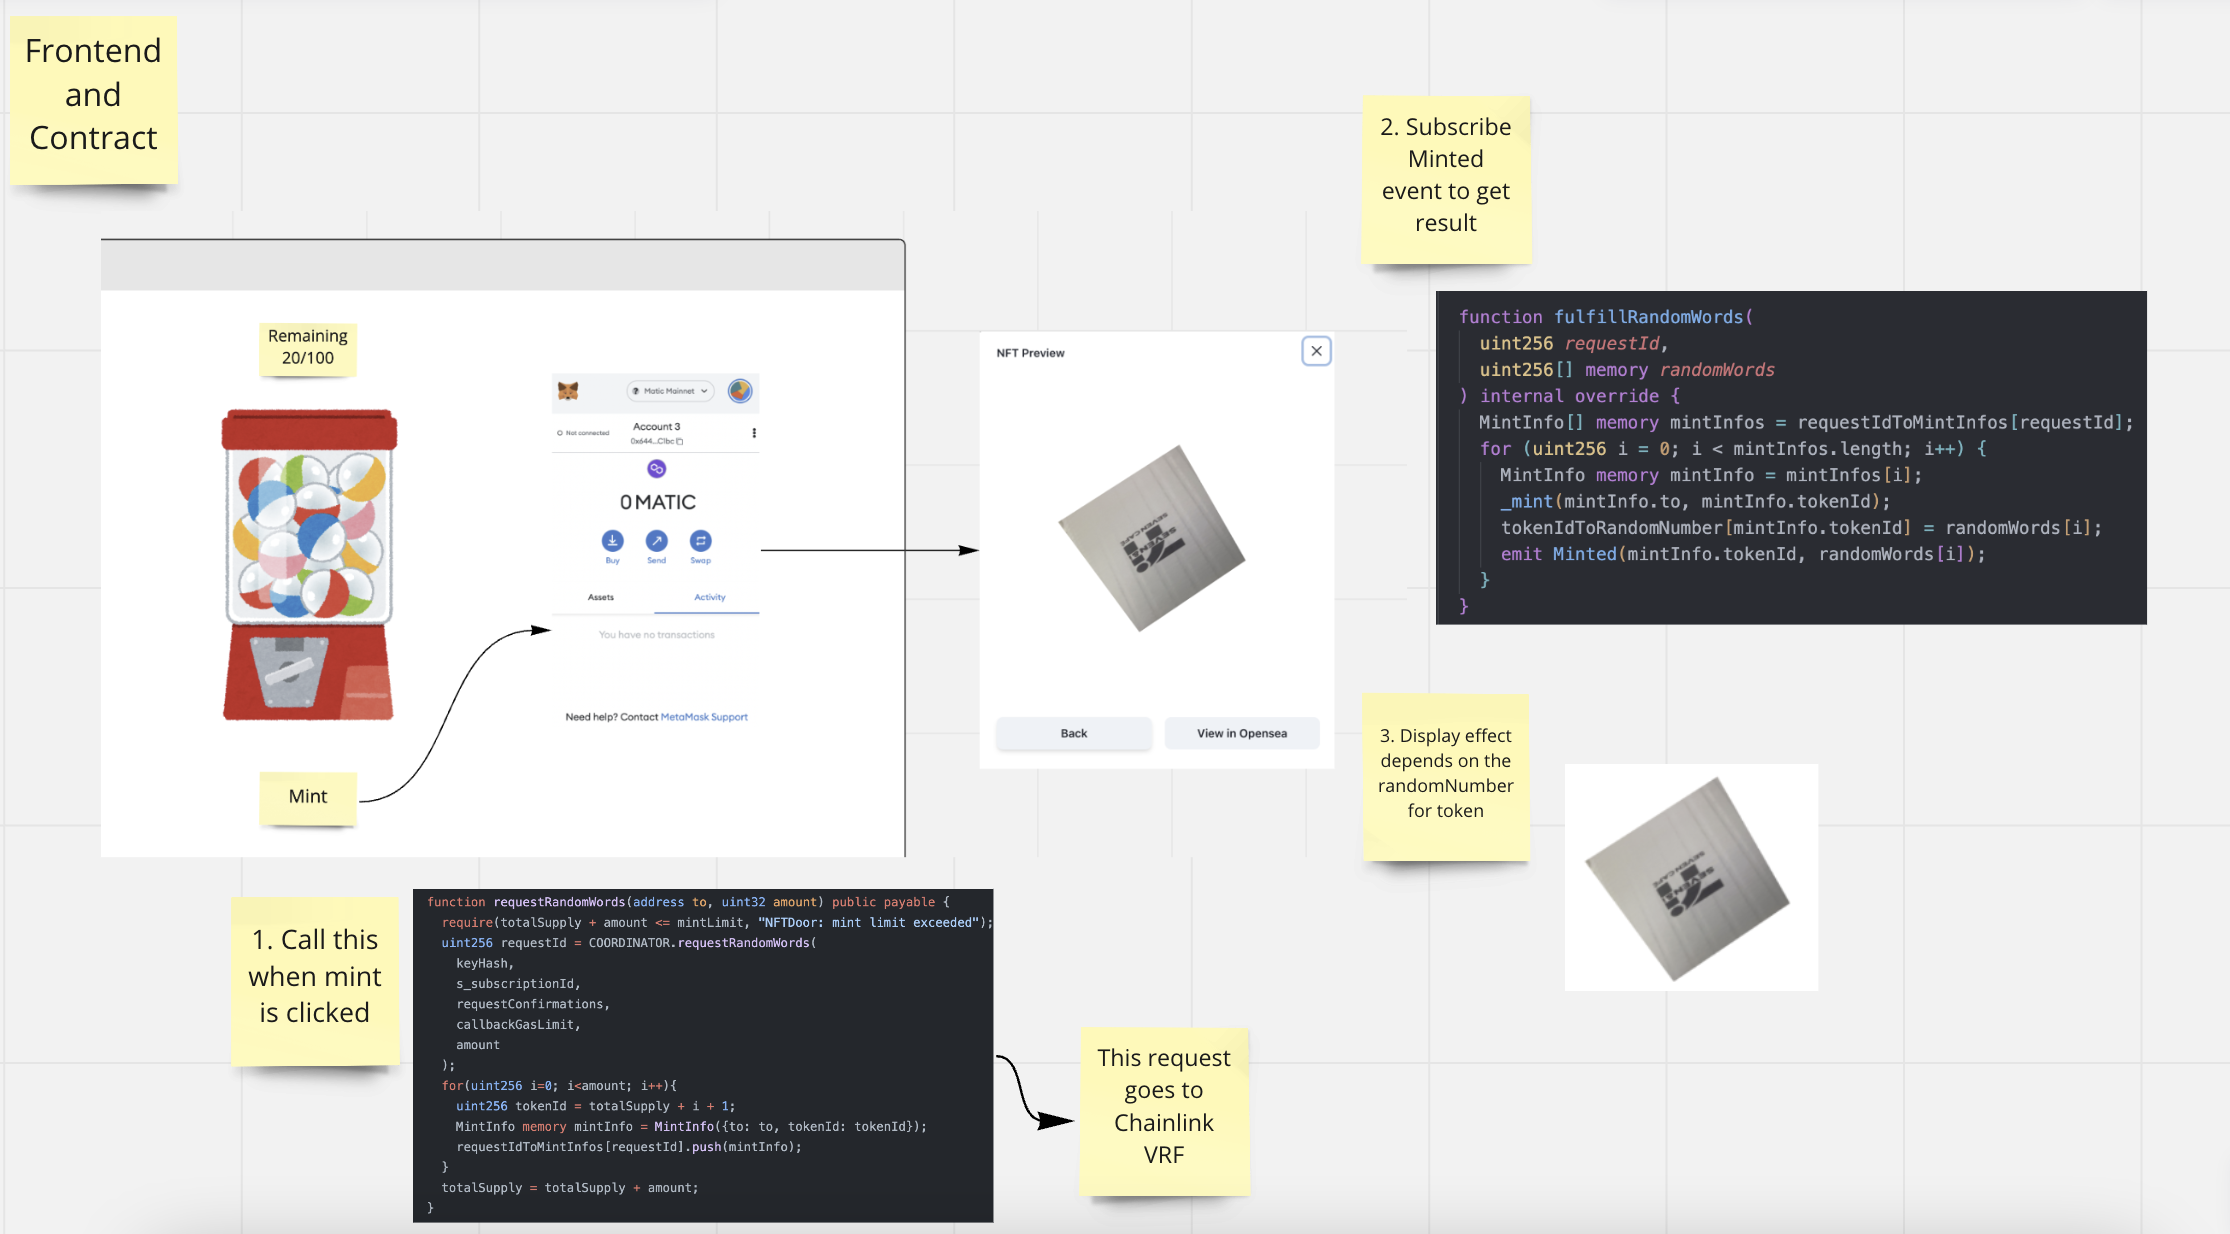 Frontend
and
Contract
2. Subscribe
Minted
event to get
result
Remaining
20/100
Matic Mainnet
Not connected
Account 3
0x644...C1bc
0 MATIC
Buy
Send
Swap
Assets
Activity
You have no transactions
Need help? Contact MetaMask Support
Mint
NFT Preview
SEVEN CAFE
Back
View in Opensea
function fulfillRandomWords(
uint256 requestId,
uint256[] memory randomWords
) internal override {
MintInfo[] memory mintInfos = requestIdToMintInfos[requestId];
for (uint256 i = 0; i < mintInfos.length; i++) {
MintInfo memory mintInfo = mintInfos[i];
_mint(mintInfo.to, mintInfo.tokenId);
tokenIdToRandomNumber[mintInfo.tokenId] = randomWords[i];
emit Minted(mintInfo.tokenId, randomWords[i]);
}
}
3. Display effect
depends on the
randomNumber
for token
SEVEN CAFE
1. Call this
when mint
is clicked
function requestRandomWords(address to, uint32 amount) public payable {
require(totalSupply + amount <= mintLimit, "NFTDoor: mint limit exceeded");
uint256 requestId = COORDINATOR.requestRandomWords(
keyHash,
s_subscriptionId,
requestConfirmations,
callbackGasLimit,
amount
);
for(uint256 i=0; i<amount; i++){
uint256 tokenId = totalSupply + i + 1;
MintInfo memory mintInfo = MintInfo({to: to, tokenId: tokenId});
requestIdToMintInfos[requestId].push(mintInfo);
}
totalSupply = totalSupply + amount;
}
This request
goes to
Chainlink
VRF